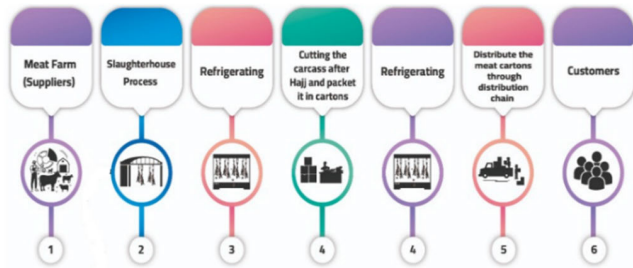 Meat Farm
(Suppliers)
Slaughterhouse
Process
Refrigerating
Cutting the
carcass after
Hajj and packet
it in cartons
Refrigerating
Distribute the
meat cartons
through
distribution
chain
Customers
1
2
3
4
4
5
6